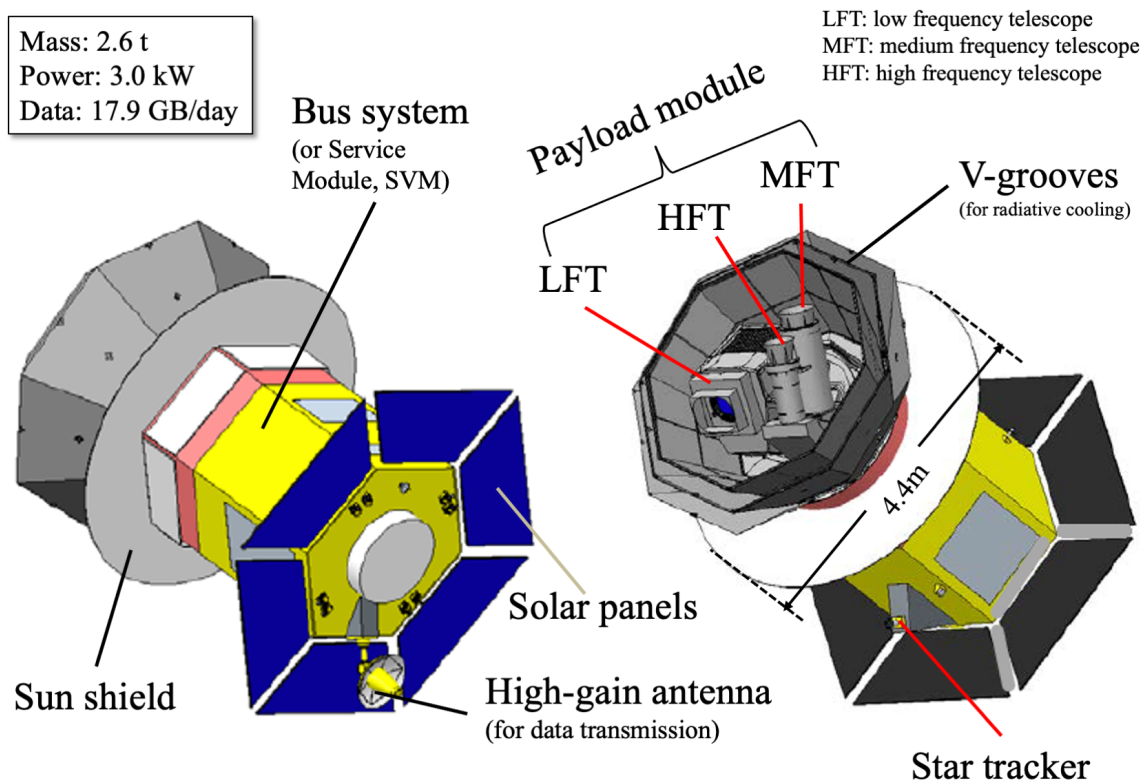 Mass: 2.6 t
Power: 3.0 kW
Data: 17.9 GB/day
LFT: low frequency telescope
MFT: medium frequency telescope
HFT: high frequency telescope
Bus system
(or Service
Module, SVM)
Payload module
MFT
HFT
LFT
V-grooves
(for radiative cooling)
4.4m
Solar panels
Sun shield
High-gain antenna
(for data transmission)
Star tracker